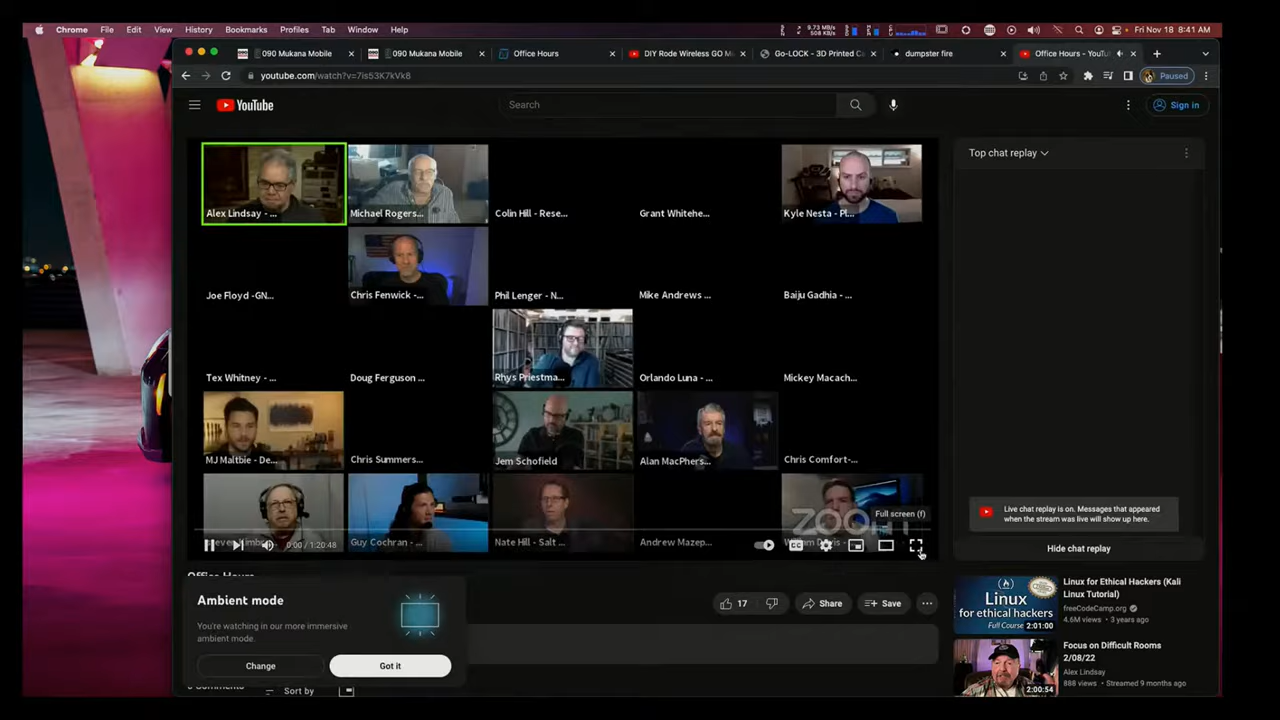 Chrome File Edit View History Bookmarks Profiles Tab Window Help
9.73 MB/s
508 KB/s
Fri Nov 18 8:41 AM
090 Mukana Mobile
090 Mukana Mobile
Office Hours
DIY Rode Wireless GO M
Go-LOCK - 3D Printed Ca
dumpster fire
Office Hours - YouTu
youtube.com/watch?v=7is53K7kVk8
Paused
YouTube
Search
Sign in
Top chat replay
Alex Lindsay - ...
Michael Rogers...
Colin Hill - Rese...
Grant Whitehe...
Kyle Nesta - Pl...
Joe Floyd -GN...
Chris Fenwick -...
Phil Lenger - N...
Mike Andrews ...
Baiju Gadhia - ...
Tex Whitney - ...
Doug Ferguson ...
Rhys Priestma...
Orlando Luna - ...
Mickey Macach...
MJ Maltbie - De...
Chris Summers...
Jem Schofield
Alan MacPhers...
Chris Comfort-...
Guy Cochran - ...
Nate Hill - Salt ...
Andrew Mazep...
Full screen (f)
0:00 / 1:20:48
CC
Live chat replay is on. Messages that appeared
when the stream was live will show up here.
Hide chat replay
Office Hours
17
Share
Save
Ambient mode
You're watching in our more immersive
ambient mode.
Change
Got it
Sort by
Linux for Ethical Hackers (Kali
Linux Tutorial)
freeCodeCamp.org
4.6M views • 3 years ago
Linux
for ethical hackers
Full Course
2:01:00
Focus on Difficult Rooms
2/08/22
Alex Lindsay
888 views • Streamed 9 months ago
2:00:54